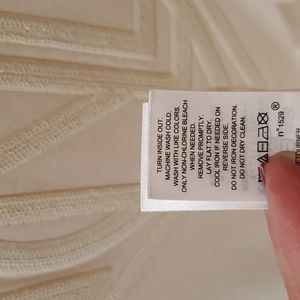 TURN INSIDE OUT.
MACHINE WASH COLD.
WASH WITH LIKE COLORS.
ONLY NON-CHLORINE BLEACH
WHEN NEEDED.
REMOVE PROMPTLY.
LAY FLAT TO DRY.
COOL IRON IF NEEDED ON
REVERSE SIDE.
DO NOT IRON DECORATION.
DO NOT DRY CLEAN.
n°1529